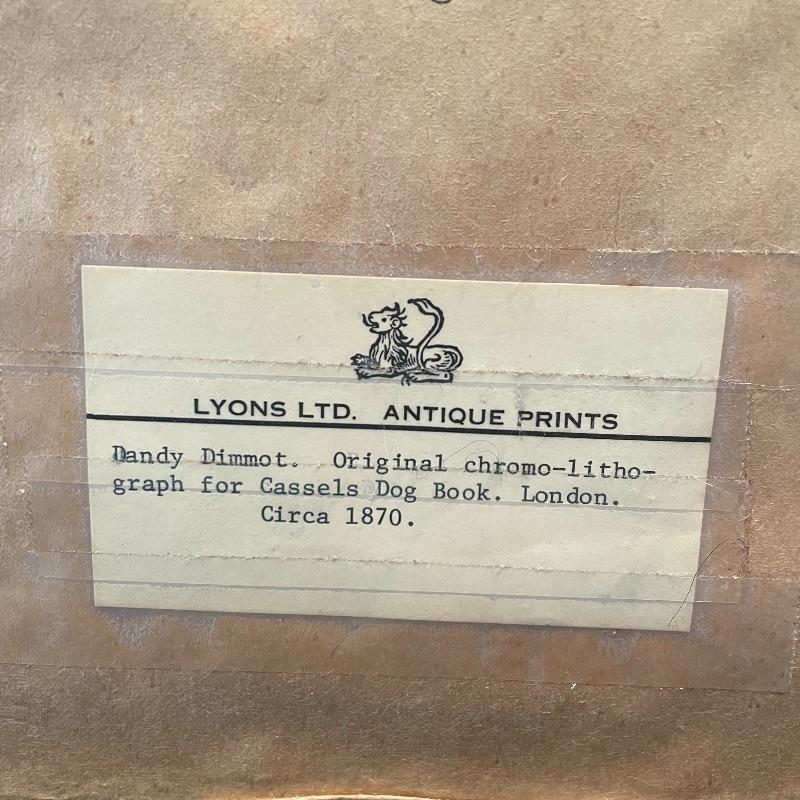 LYONS LTD. ANTIQUE PRINTS
Dandy Dimmot. Original chromo-litho-
graph for Cassels Dog Book. London.
Circa 1870.